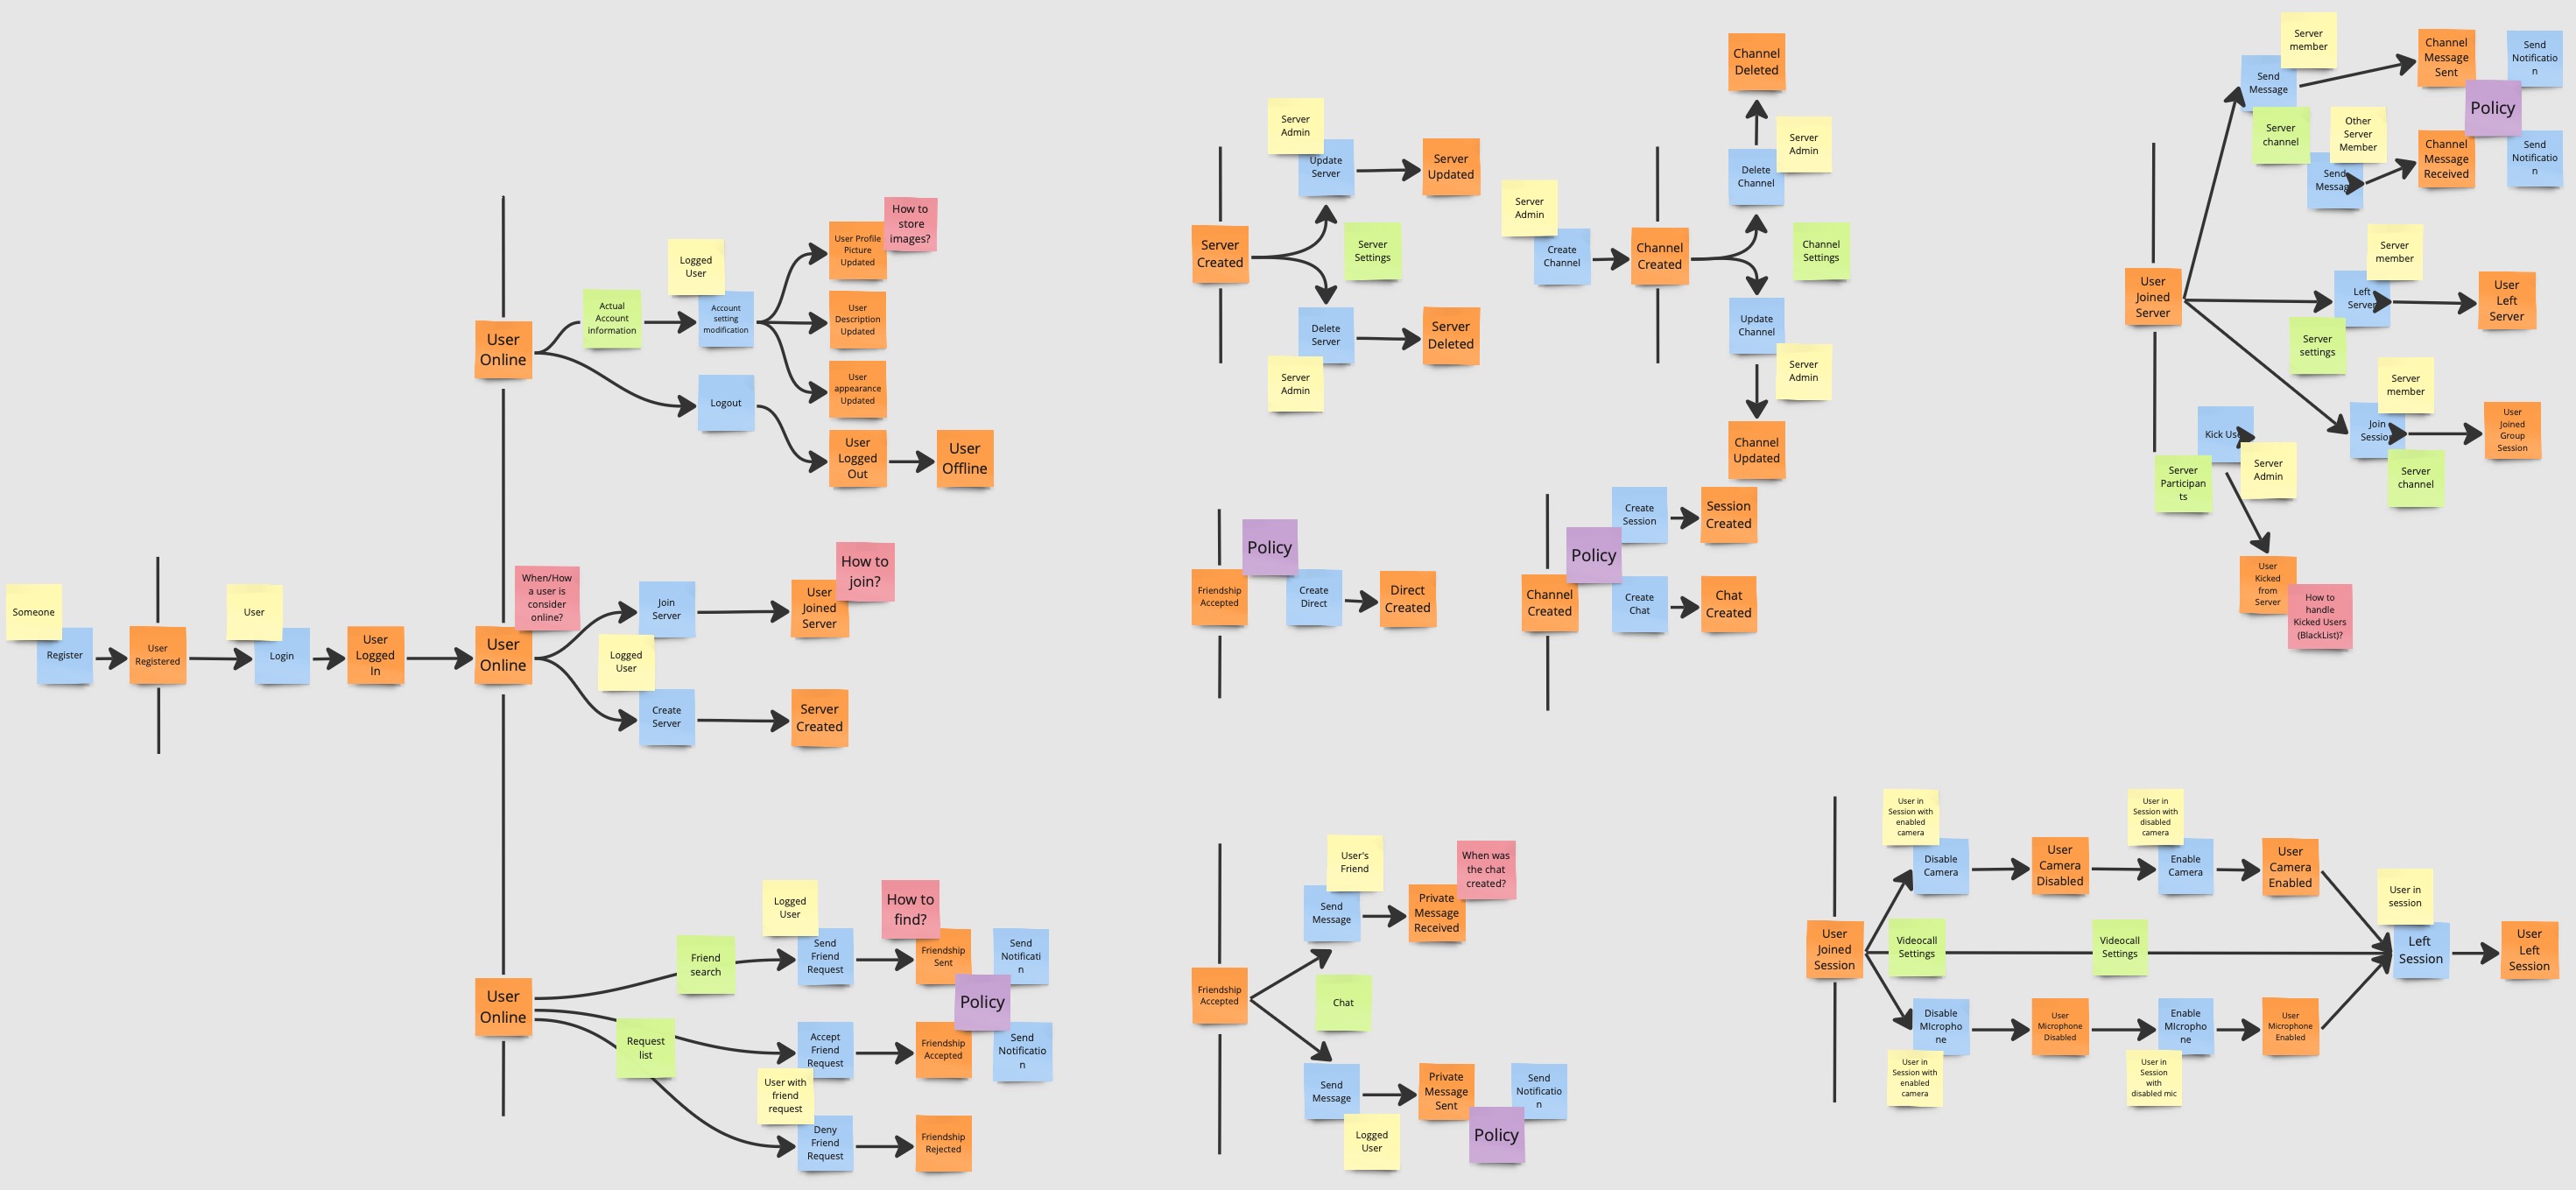 Someone
Register
User
Registered
User
Login
User
Logged
In
User
Online
Actual
Account
information
Logged
User
Account
setting
modification
User Profile
Picture
Updated
How to
store
images?
User
Description
Updated
User
appearance
Updated
Logout
User
Logged
Out
User
Offline
When/How
a user is
consider
online?
User
Online
Join
Server
User
Joined
Server
How to
join?
Logged
User
Create
Server
Server
Created
User
Online
Friend
search
Logged
User
Send
Friend
Request
How to
find?
Friendship
Sent
Send
Notificati
n
Policy
Request
list
Accept
Friend
Request
Friendship
Accepted
Send
Notificatio
n
User with
friend
request
Deny
Friend
Request
Friendship
Rejected
Server
Created
Server
Admin
Update
Server
Server
Updated
Server
Settings
Delete
Server
Server
Deleted
Server
Admin
Server
Admin
Create
Channel
Channel
Created
Channel
Deleted
Server
Admin
Delete
Channel
Channel
Settings
Update
Channel
Server
Admin
Channel
Updated
Friendship
Accepted
Policy
Create
Direct
Direct
Created
Channel
Created
Policy
Create
Session
Session
Created
Create
Chat
Chat
Created
Friendship
Accepted
User's
Friend
Send
Message
Private
Message
Received
When was
the chat
created?
Chat
Send
Message
Private
Message
Sent
Send
Notificatio
n
Logged
User
Policy
User
Joined
Server
Server
member
Send
Message
Channel
Message
Sent
Send
Notificatio
n
Policy
Server
channel
Other
Server
Member
Send
Messag
Channel
Message
Received
Send
Notificatio
n
Server
member
Left
Server
User
Left
Server
Server
settings
Server
member
Join
Session
User
Joined
Group
Session
Server
channel
Kick Use
Server
Participan
ts
Server
Admin
User
Kicked
from
Server
How to
handle
Kicked Users
(BlackList)?
User
Joined
Session
User in
Session with
enabled
camera
Disable
Camera
User
Camera
Disabled
User in
Session with
disabled
camera
Enable
Camera
User
Camera
Enabled
Videocall
Settings
Videocall
Settings
User in
session
Left
Session
User
Left
Session
Disable
MIcropho
ne
User
Microphone
Disabled
Enable
MIcropho
ne
User
Microphone
Enabled
User in
Session with
enabled
camera
User in
Session
with
disabled mic